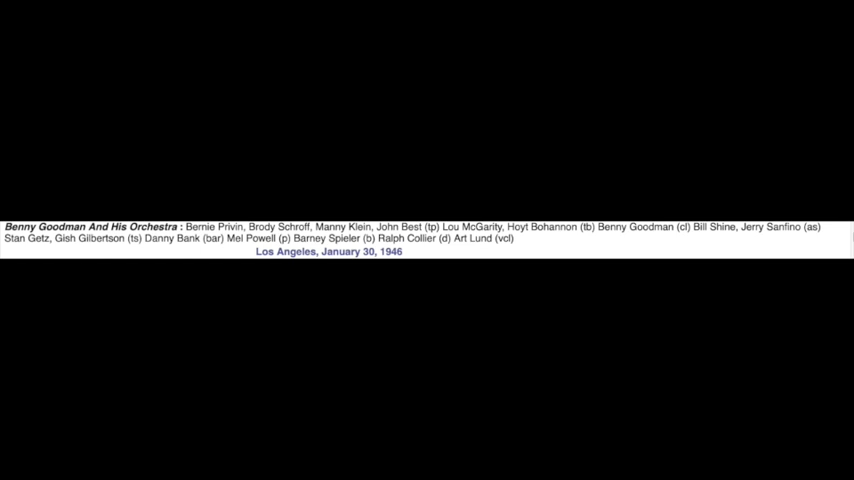 Benny Goodman And His Orchestra : Bernie Privin, Brody Schroff, Manny Klein, John Best (tp) Lou McGarity, Hoyt Bohannon (tb) Benny Goodman (cl) Bill Shine, Jerry Sanfino (as)
Stan Getz, Gish Gilbertson (ts) Danny Bank (bar) Mel Powell (p) Barney Spieler (b) Ralph Collier (d) Art Lund (vcl)
Los Angeles, January 30, 1946